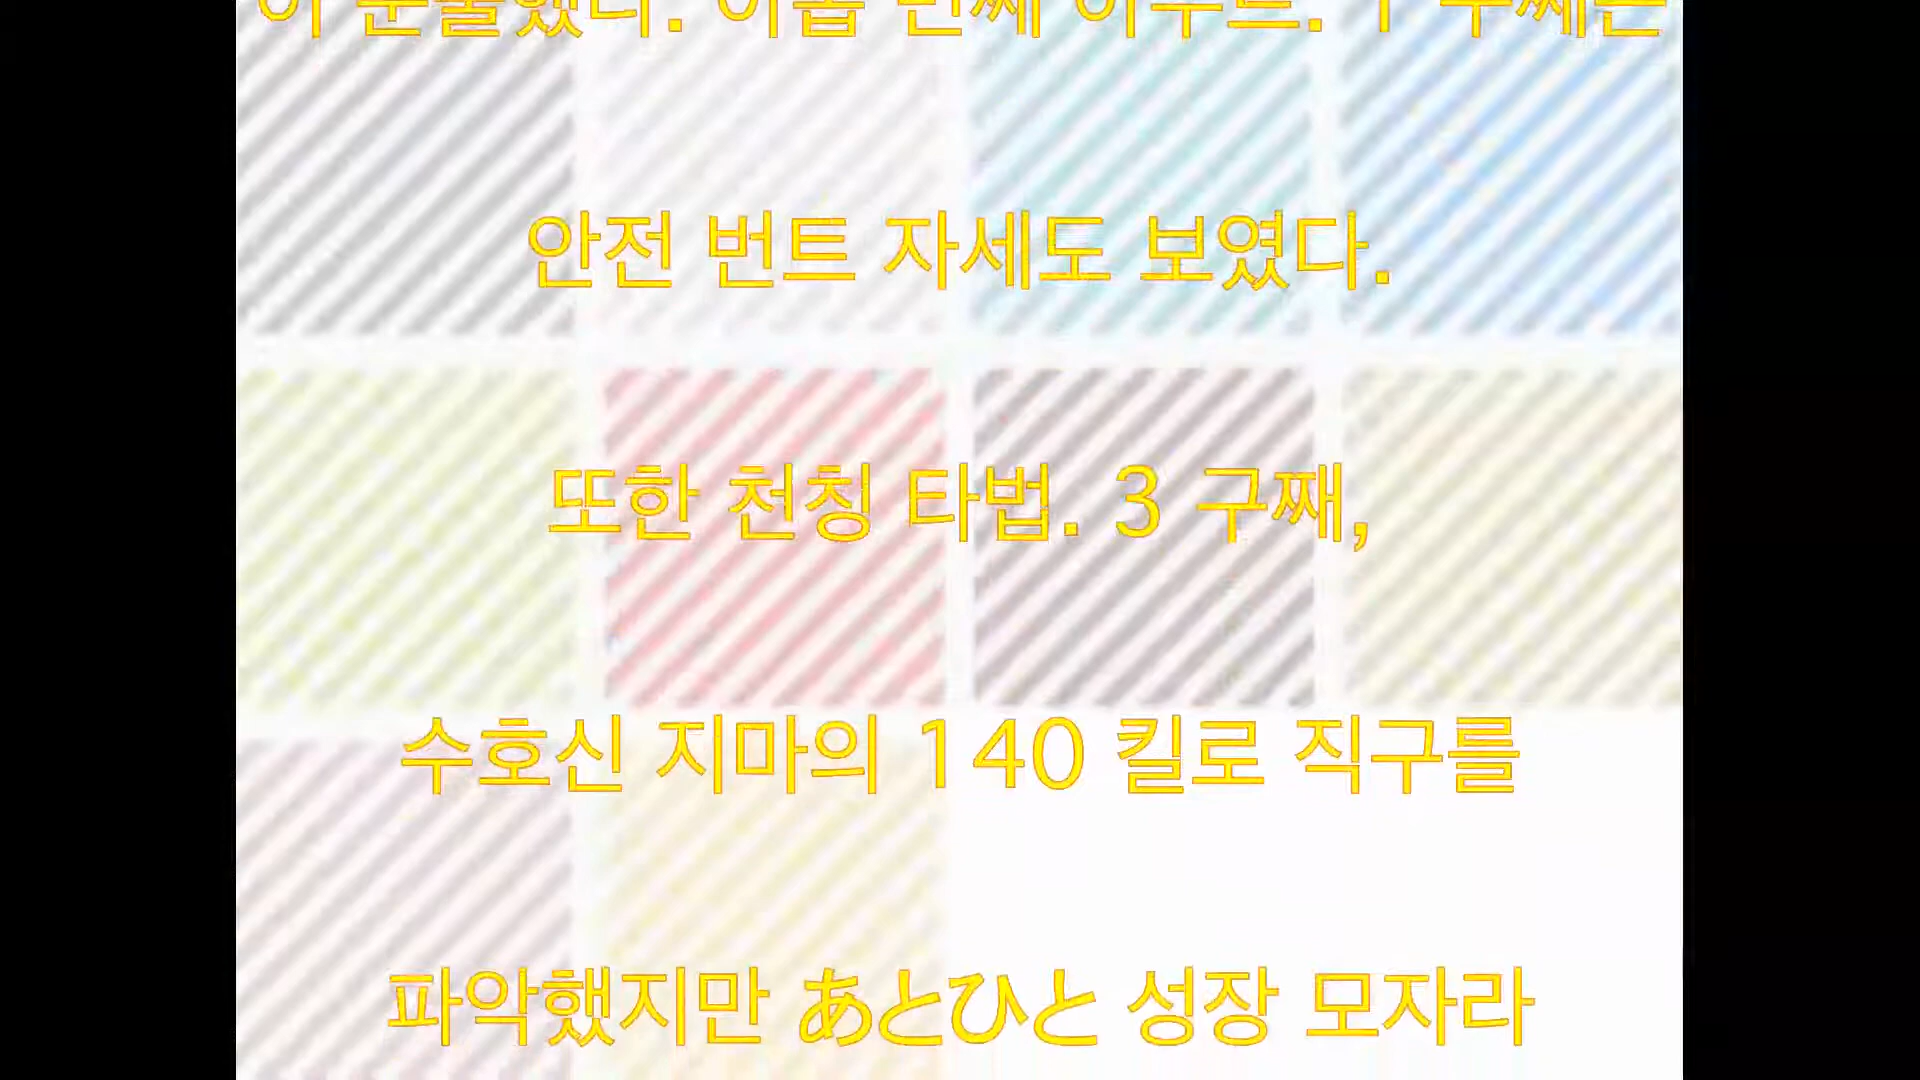 안전 번트 자세도 보였다.
또한 천칭 타법. 3 구째,
수호신 지마의 140 킬로 직구를
파악했지만 あとひと 성장 모자라